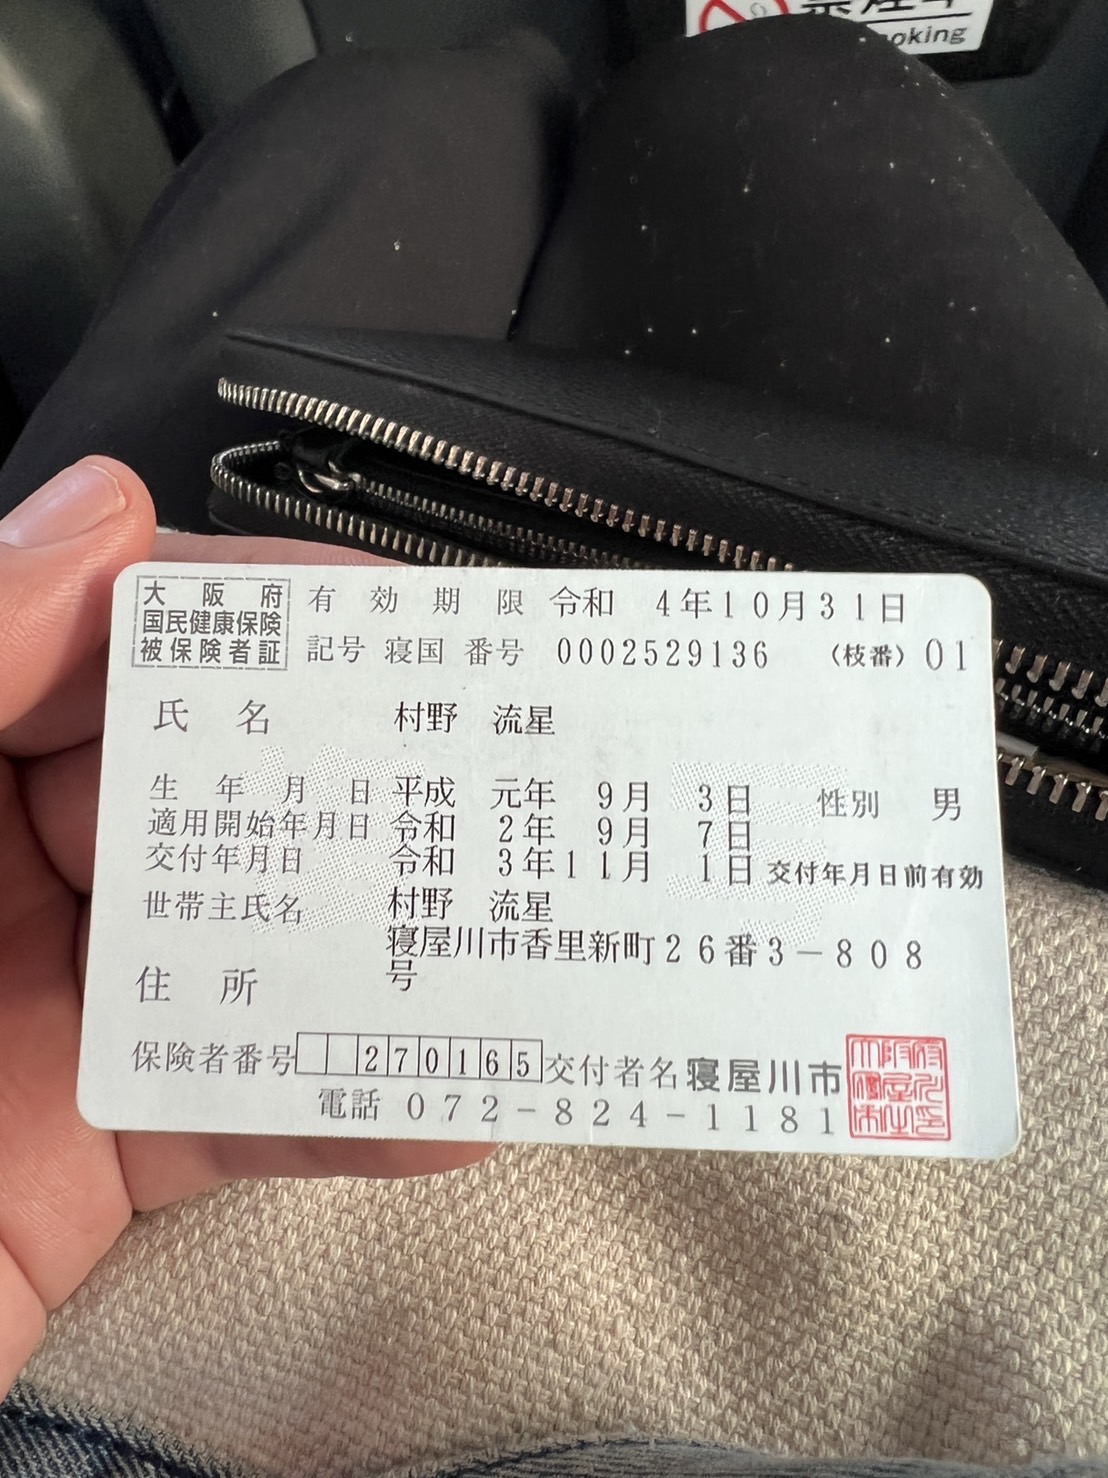 禁煙車
oking
大阪府
国民健康保険
被保険者証
有効期限 令和 4年10月31日
記号 寝国 番号 0002529136 （枝番）01
氏名 村野 流星
生年月日 平成 元年 9月 3日 性別 男
適用開始年月日 令和 2年 9月 7日
交付年月日 令和 3年11月 1日 交付年月日前有効
世帯主氏名 村野 流星
寝屋川市香里新町26番3－808
号
住所
保険者番号 270165 交付者名 寝屋川市
電話 072－824－1181